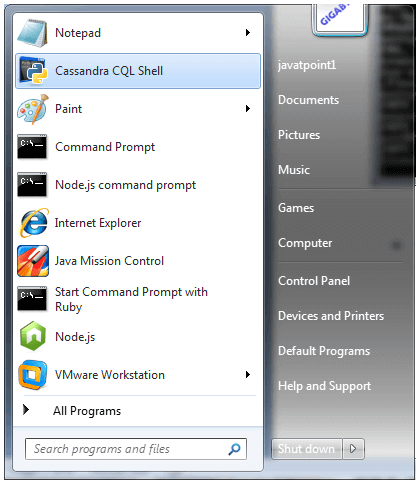 GIGAB
Notepad
Cassandra CQL Shell
Paint
Command Prompt
Node.js command prompt
Internet Explorer
Java Mission Control
Start Command Prompt with
Ruby
Node.js
VMware Workstation
All Programs
Search programs and files
javatpoint1
Documents
Pictures
Music
Games
Computer
Control Panel
Devices and Printers
Default Programs
Help and Support
Shut down